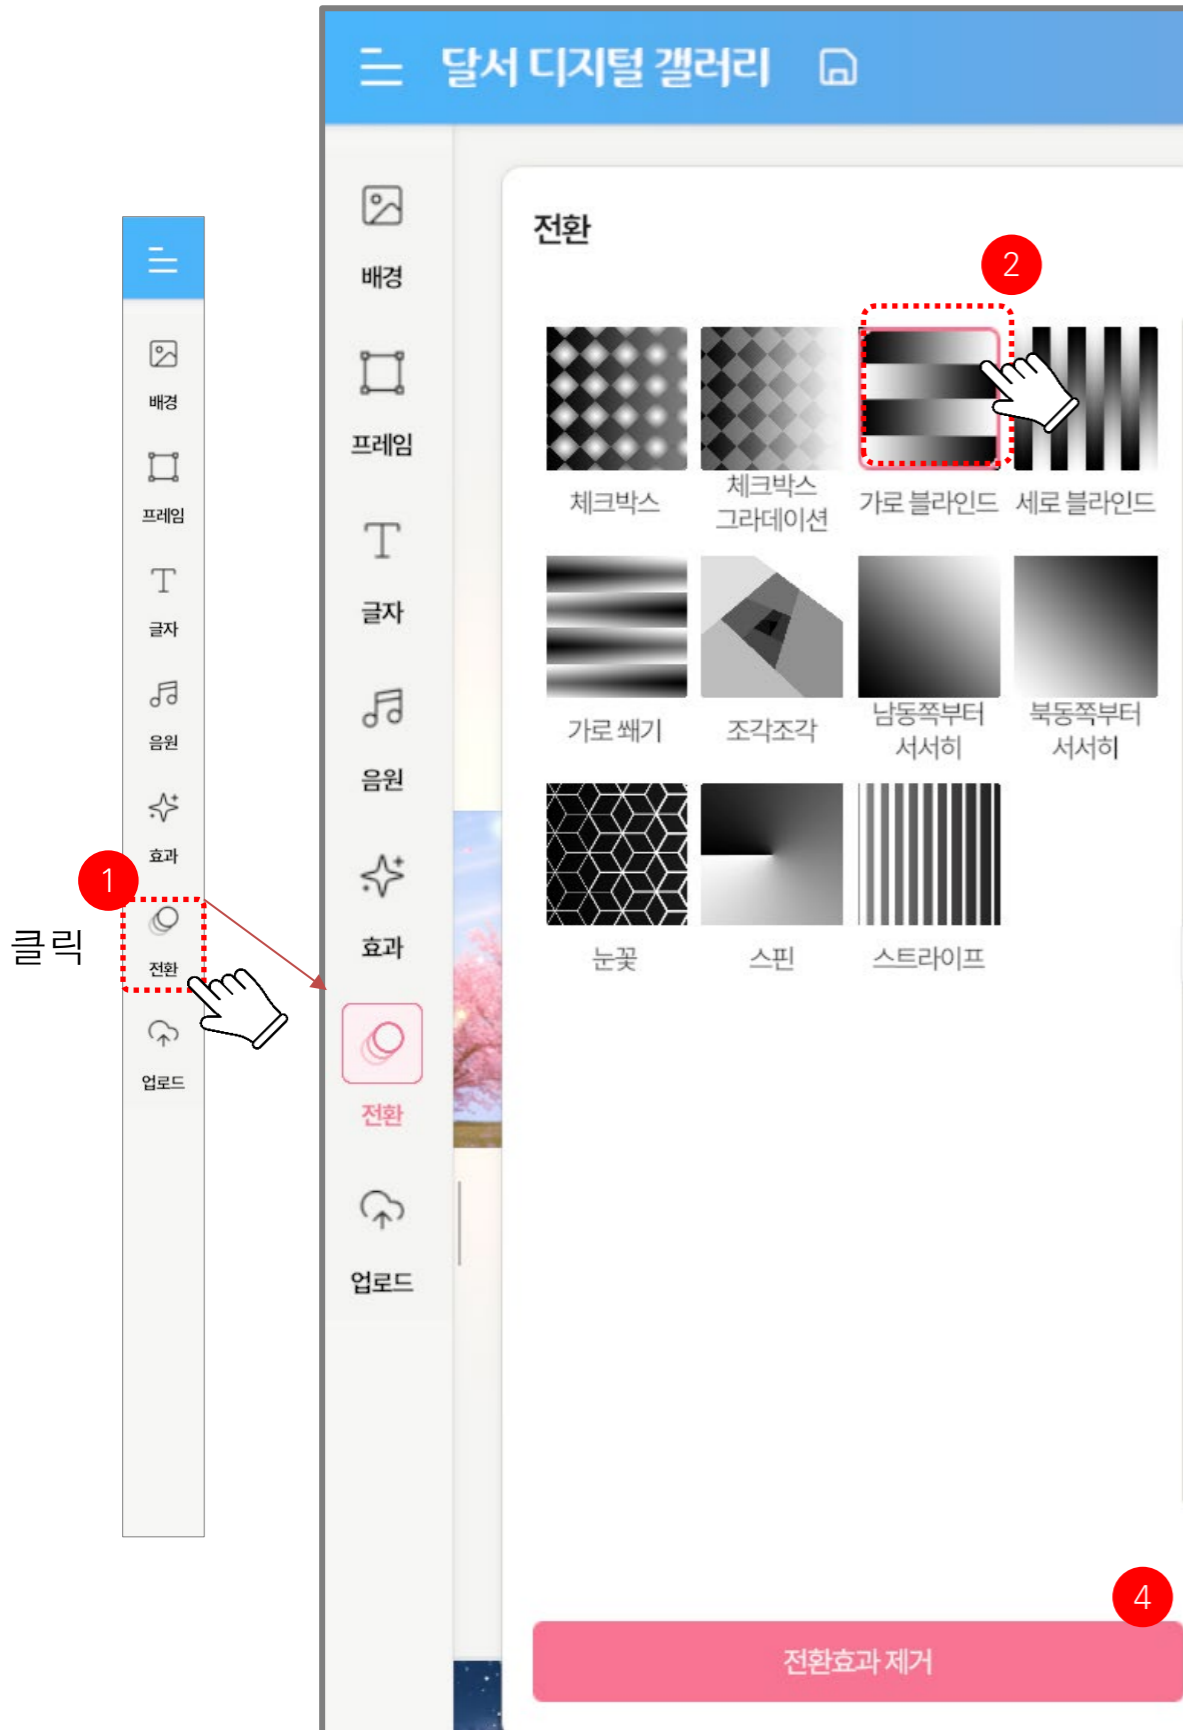 달서 디지털 갤러리
배경
프레임
글자
음원
효과
1
클릭
전환
업로드
배경
프레임
글자
음원
효과
전환
업로드
전환
2
체크박스
체크박스
그라데이션
가로 블라인드
세로 블라인드
가로 쐐기
조각조각
남동쪽부터
서서히
북동쪽부터
서서히
눈꽃
스핀
스트라이프
4
전환효과 제거